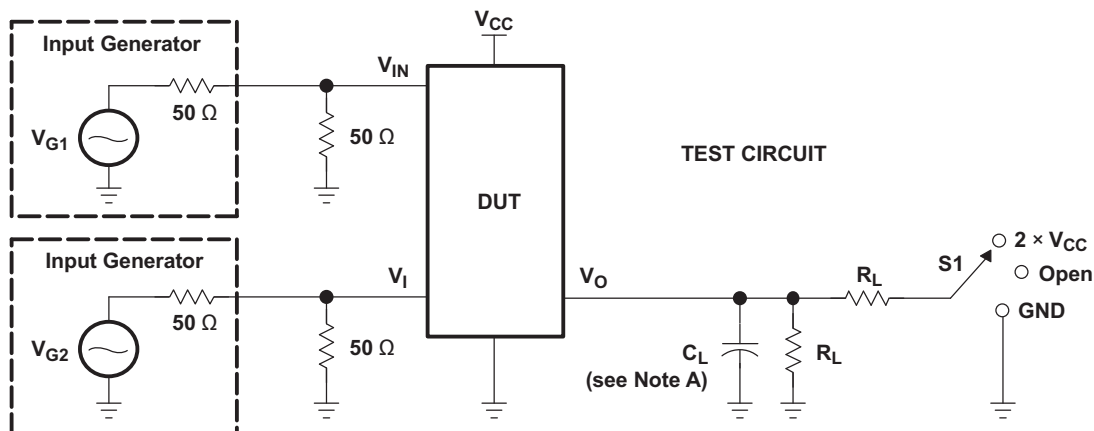 Input Generator
V_G1
50 Ω
50 Ω
V_IN
V_CC
DUT
TEST CIRCUIT
Input Generator
V_G2
50 Ω
50 Ω
V_I
V_O
C_L
(see Note A)
R_L
R_L
S1
2 × V_CC
Open
GND